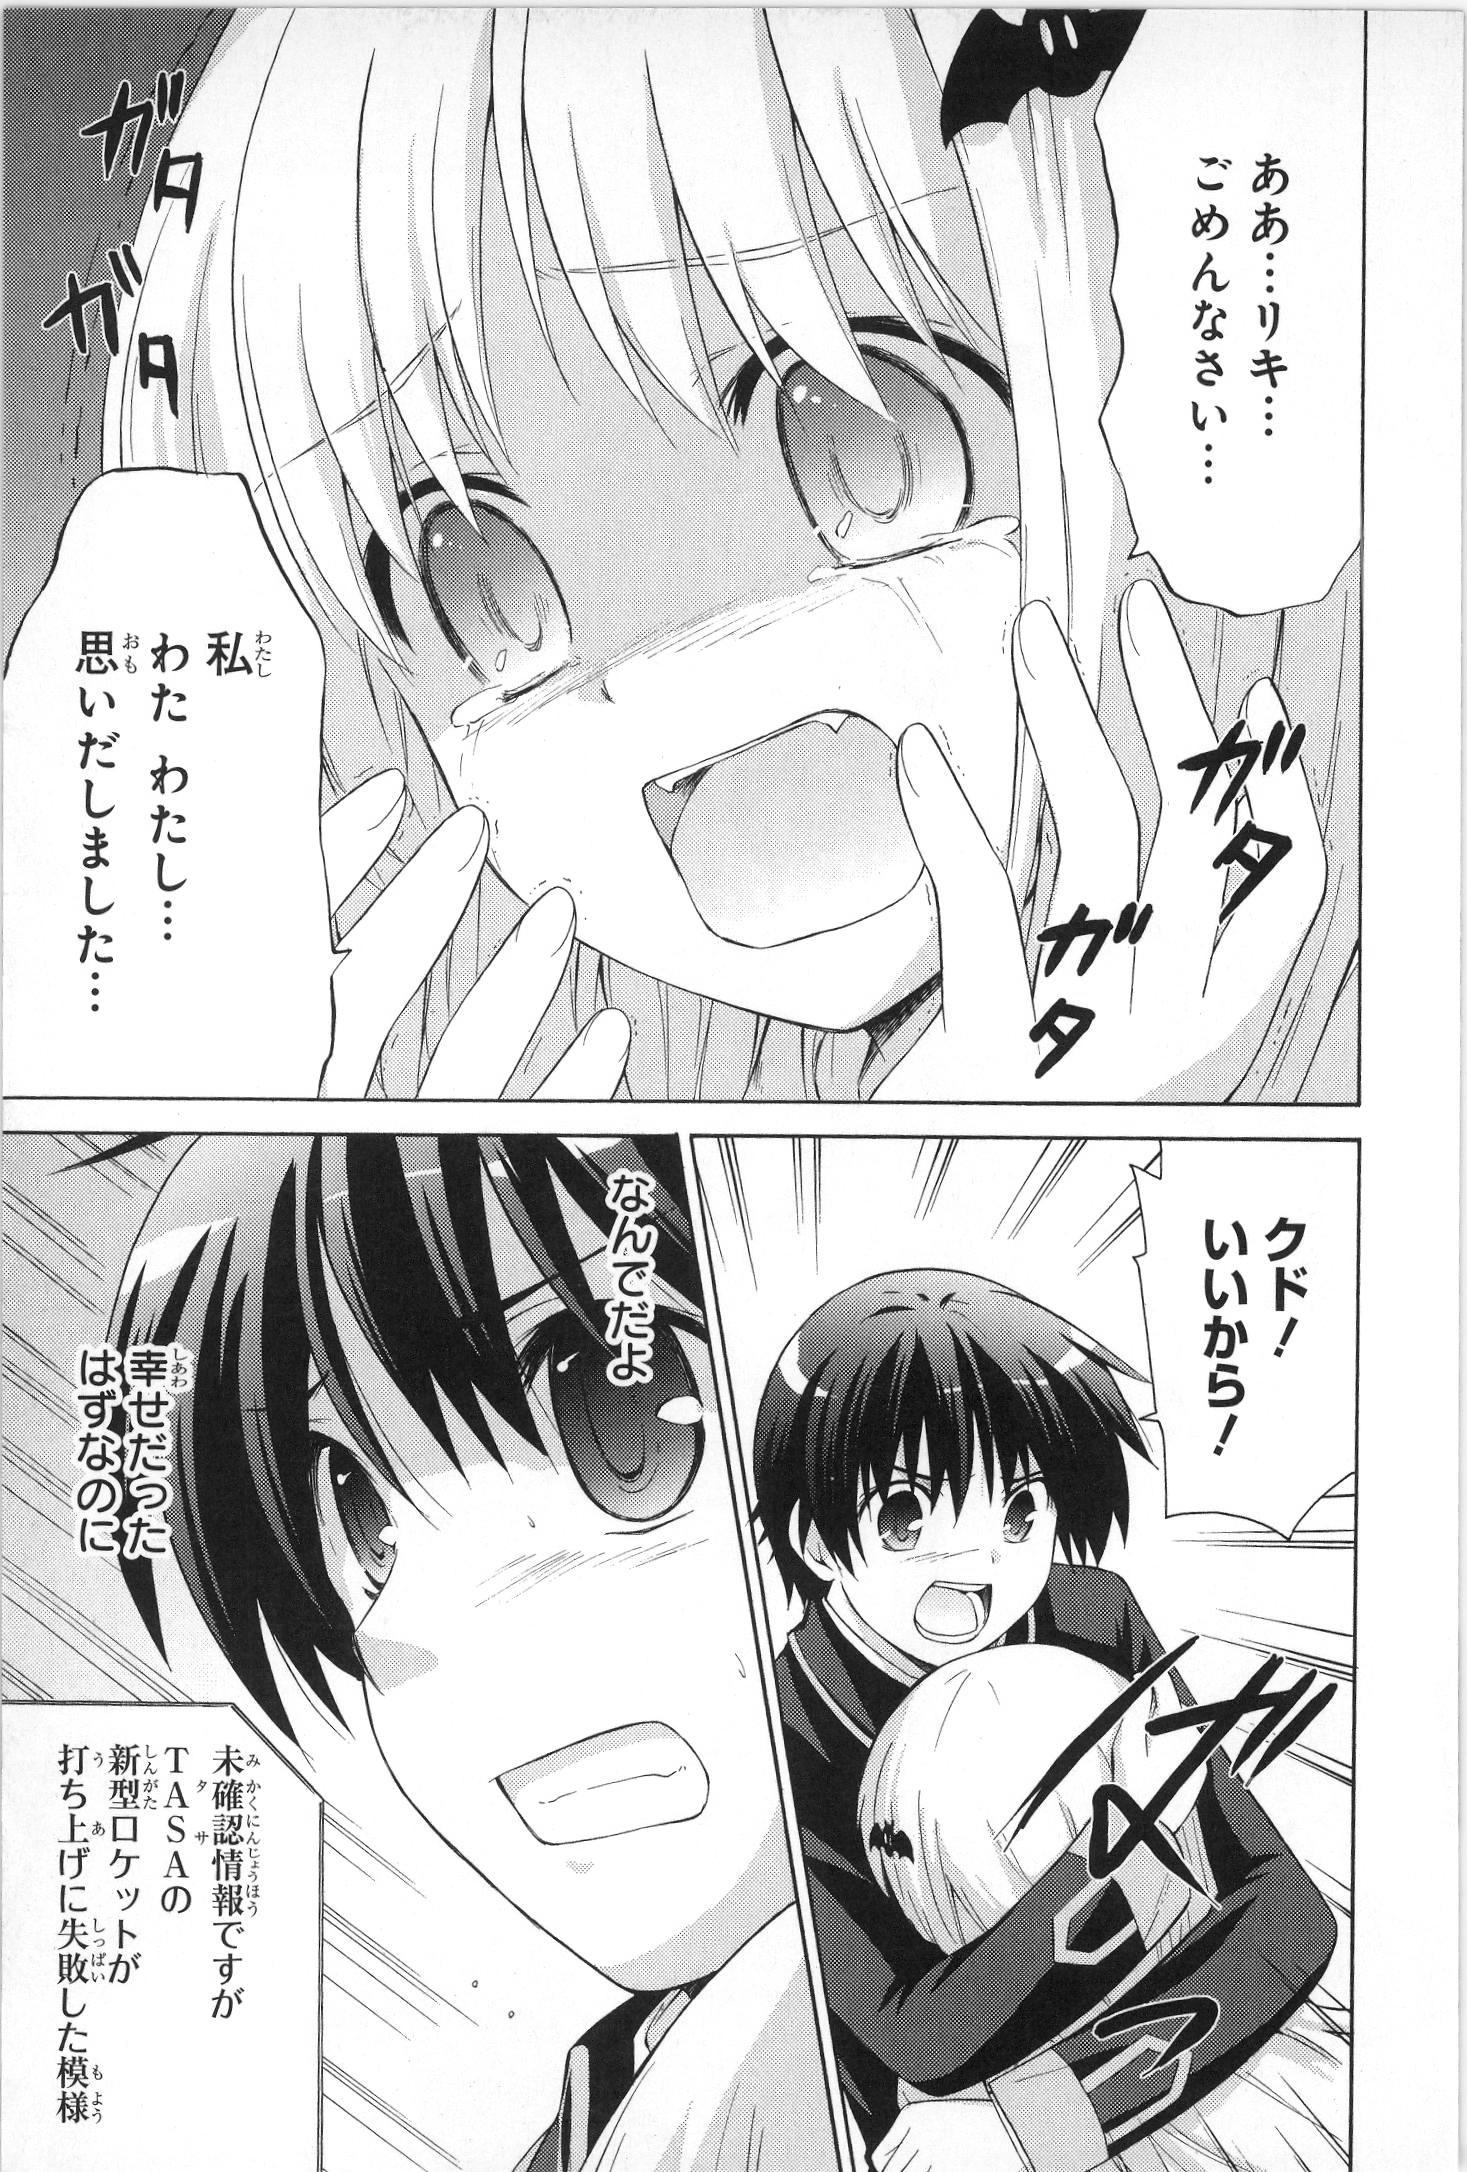 ああ…リキ…
ごめんなさい…
ガタ
ガタ
ガタ
ガタ
私
わた わたし…
思いだしました…
クド！
いいから！
ガバッ
なんでだよ
幸せだった
はずなのに
未確認情報ですが
TASAの
新型ロケットが
打ち上げに失敗した模様